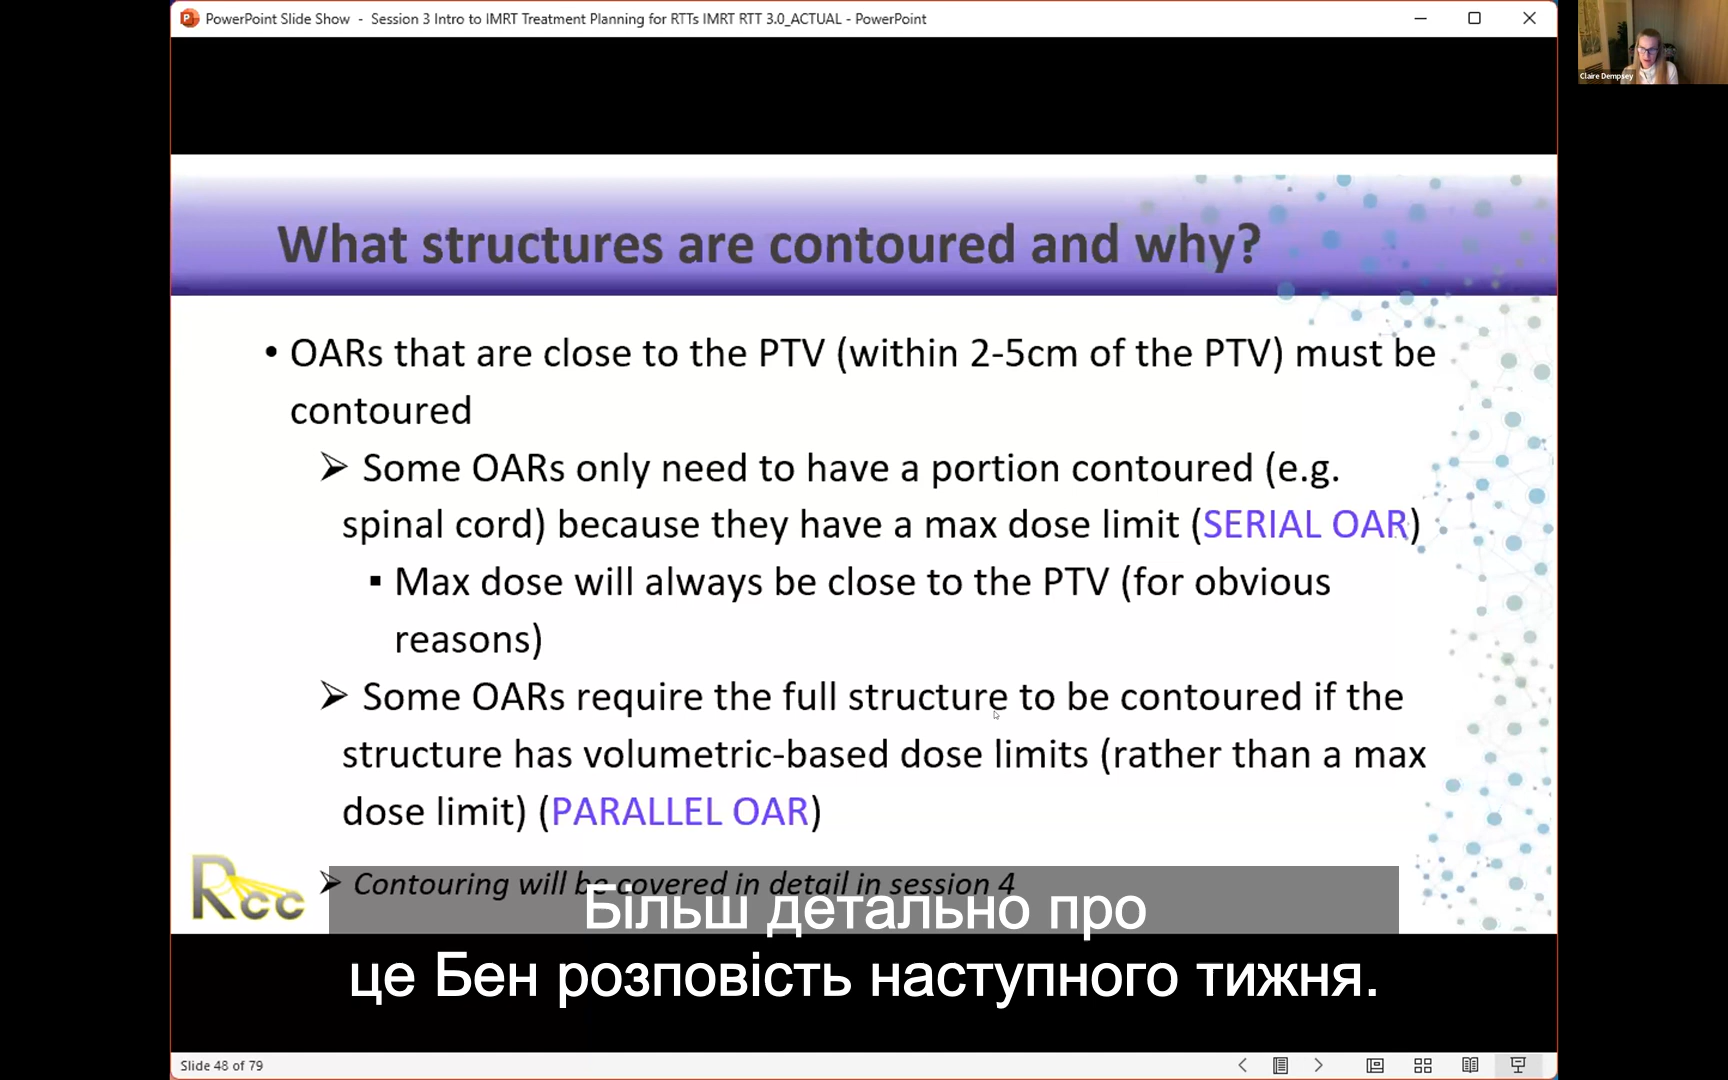 PowerPoint Slide Show - Session 3 Intro to IMRT Treatment Planning for RTTs IMRT RTT 3.0_ACTUAL - PowerPoint
Claire Dempsey
What structures are contoured and why?
• OARs that are close to the PTV (within 2-5cm of the PTV) must be
contoured
➢ Some OARs only need to have a portion contoured (e.g.
spinal cord) because they have a max dose limit (SERIAL OAR)
▪ Max dose will always be close to the PTV (for obvious
reasons)
➢ Some OARs require the full structure to be contoured if the
structure has volumetric-based dose limits (rather than a max
dose limit) (PARALLEL OAR)
➢ Contouring will be covered in detail in session 4
Rcc
Більш детально про
це Бен розповість наступного тижня.
Slide 48 of 79